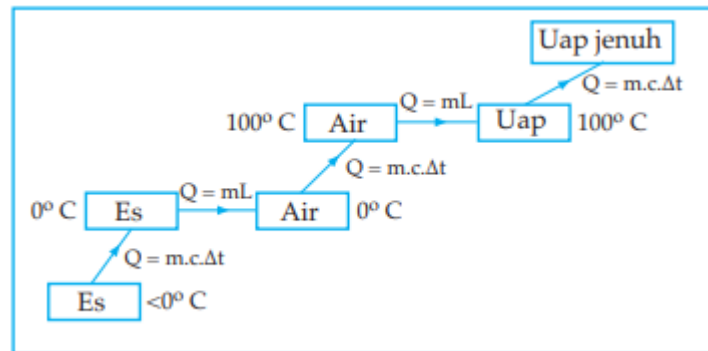 Uap jenuh
Q = m.c.Δt
Q = mL
100° C Air Uap 100° C
Q = m.c.Δt
Q = mL
0° C Es Air 0° C
Q = m.c.Δt
Es <0° C